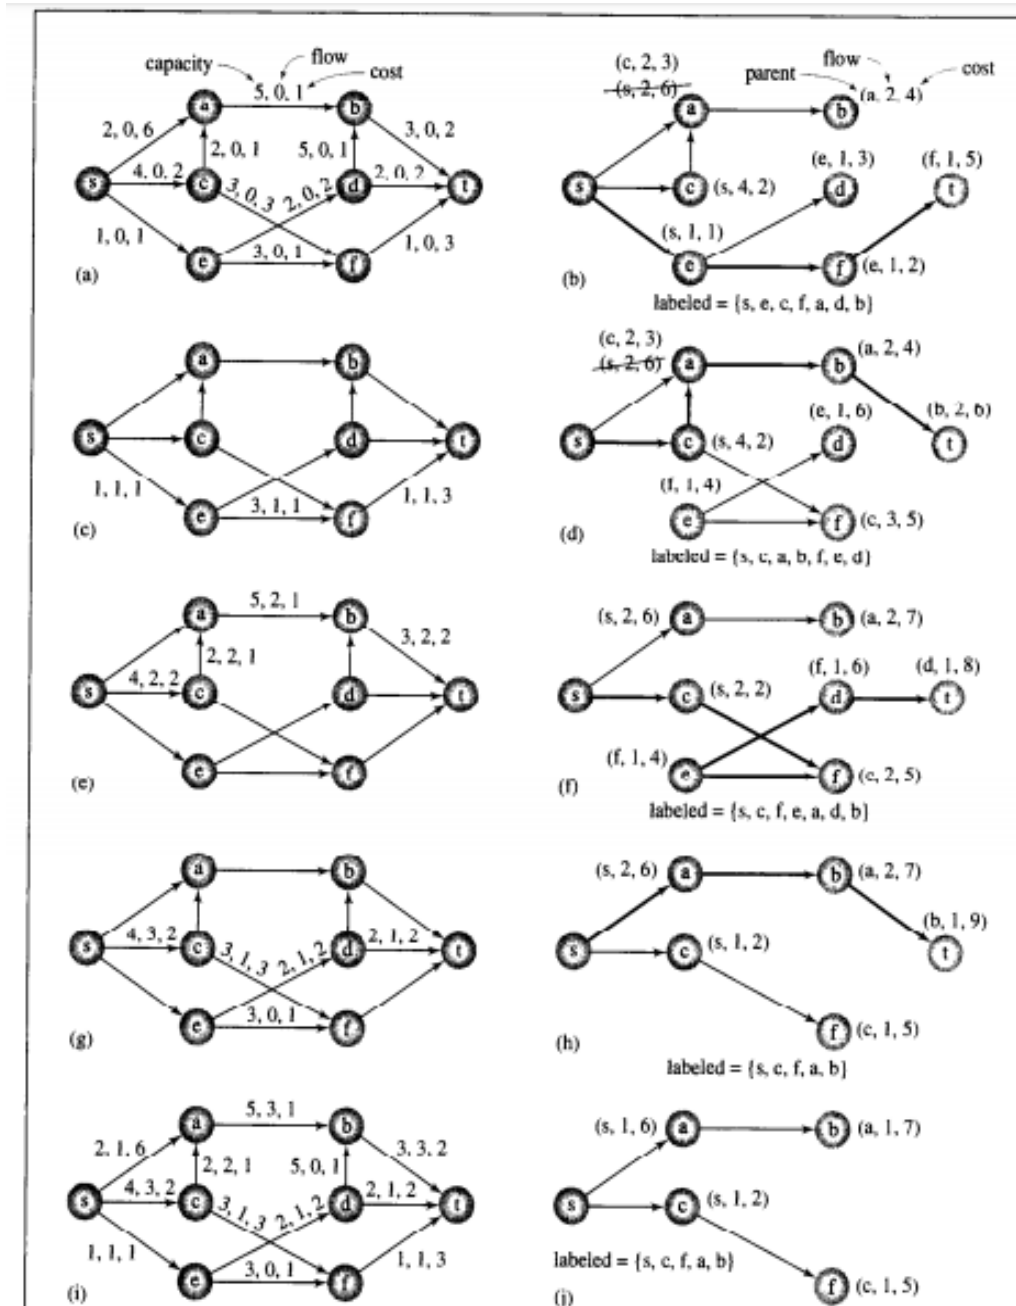 capacity flow cost
a 5, 0, 1 b
2, 0, 6 2, 0, 1 5, 0, 1 3, 0, 2
s 4, 0, 2 c 3, 0, 3 2, 0, 2 d 2, 0, 2 t
1, 0, 1 e 3, 0, 1 f 1, 0, 3
(a)
(c, 2, 3) flow cost
(s, 2, 6) parent (a, 2, 4)
a b
(e, 1, 3) (f, 1, 5)
s c (s, 4, 2) d t
(s, 1, 1)
e f (e, 1, 2)
(b)
labeled = {s, e, c, f, a, d, b}
a b
s c d t
1, 1, 1 e 3, 1, 1 f 1, 1, 3
(c)
(c, 2, 3)
(s, 2, 6) a b (a, 2, 4)
(e, 1, 6) (b, 2, 6)
s c (s, 4, 2) d t
(f, 1, 4)
e f (c, 3, 5)
(d)
labeled = {s, c, a, b, f, e, d}
a 5, 2, 1 b
2, 2, 1 3, 2, 2
s 4, 2, 2 c d t
e f
(e)
(s, 2, 6) a b (a, 2, 7)
(f, 1, 6) (d, 1, 8)
s c (s, 2, 2) d t
(f, 1, 4) e f (c, 2, 5)
(f)
labeled = {s, c, f, e, a, d, b}
a b
s 4, 3, 2 c 3, 1, 3 2, 1, 2 d 2, 1, 2 t
e 3, 0, 1 f
(g)
(s, 2, 6) a b (a, 2, 7)
(b, 1, 9)
s c (s, 1, 2) t
f (c, 1, 5)
(h)
labeled = {s, c, f, a, b}
a 5, 3, 1 b
2, 1, 6 2, 2, 1 5, 0, 1 3, 3, 2
s 4, 3, 2 c 3, 1, 3 2, 1, 2 d 2, 1, 2 t
1, 1, 1 e 3, 0, 1 f 1, 1, 3
(i)
(s, 1, 6) a b (a, 1, 7)
s c (s, 1, 2)
labeled = {s, c, f, a, b}
f (c, 1, 5)
(j)